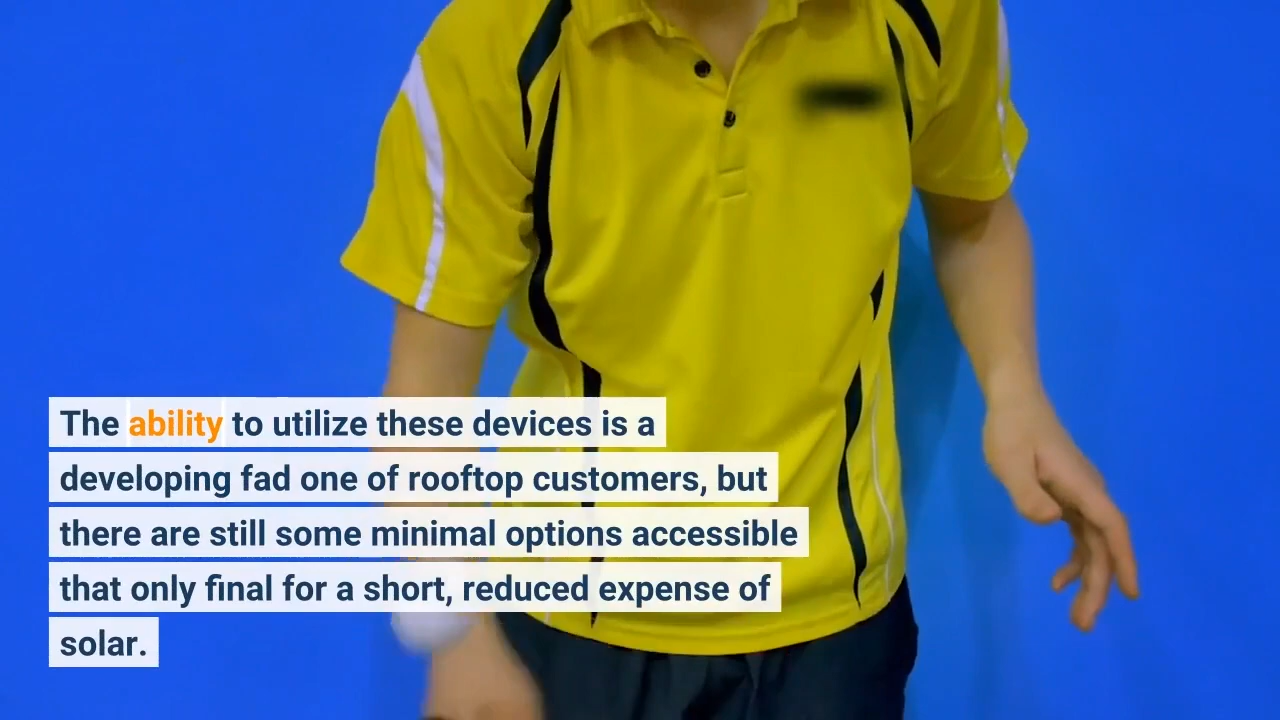 The ability to utilize these devices is a
developing fad one of rooftop customers, but
there are still some minimal options accessible
that only final for a short, reduced expense of
solar.